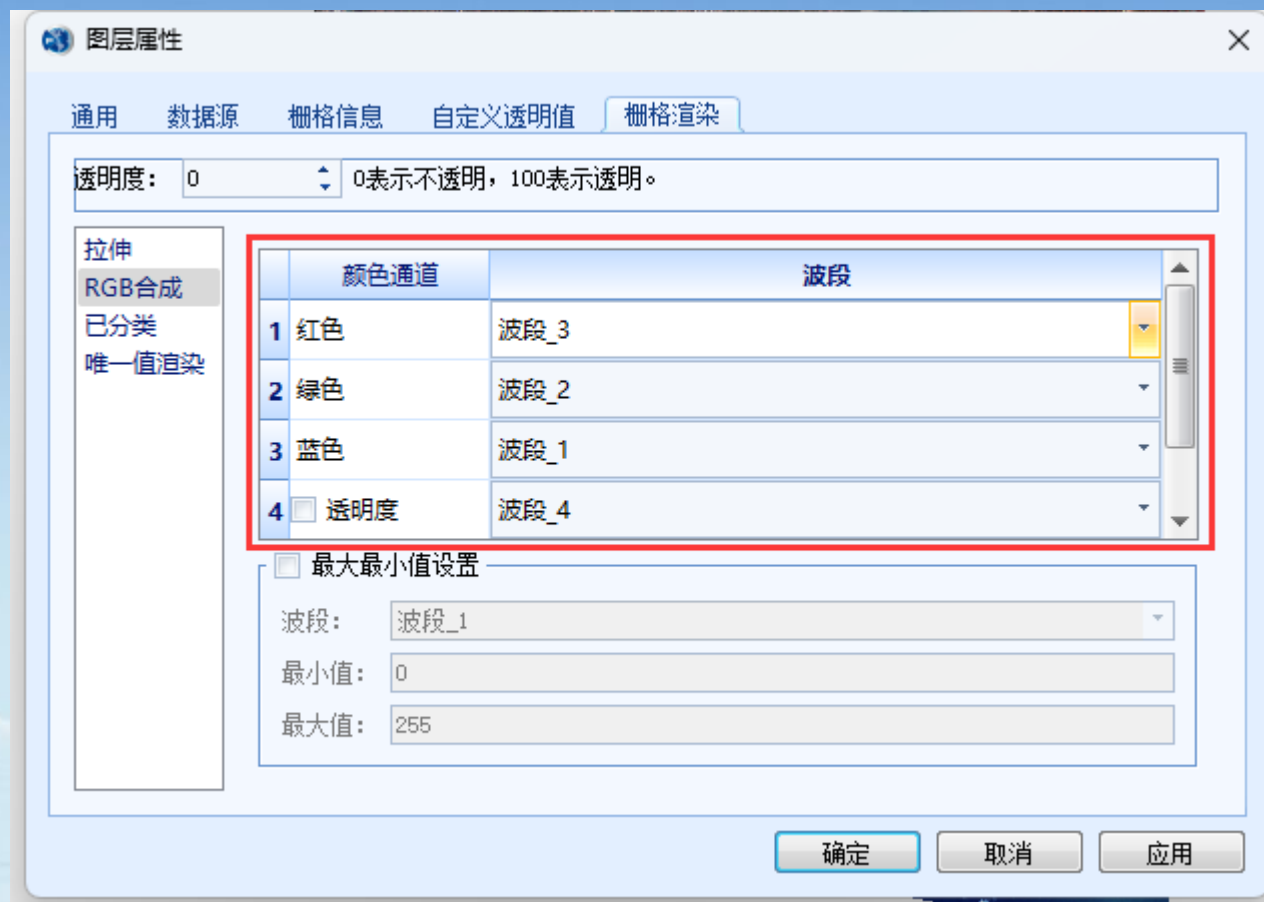 图层属性
通用 数据源 栅格信息 自定义透明值 栅格渲染
透明度： 0 0表示不透明，100表示透明。
拉伸
RGB合成
已分类
唯一值渲染
颜色通道 波段
1 红色 波段_3
2 绿色 波段_2
3 蓝色 波段_1
4 透明度 波段_4
最大最小值设置
波段： 波段_1
最小值： 0
最大值： 255
确定 取消 应用